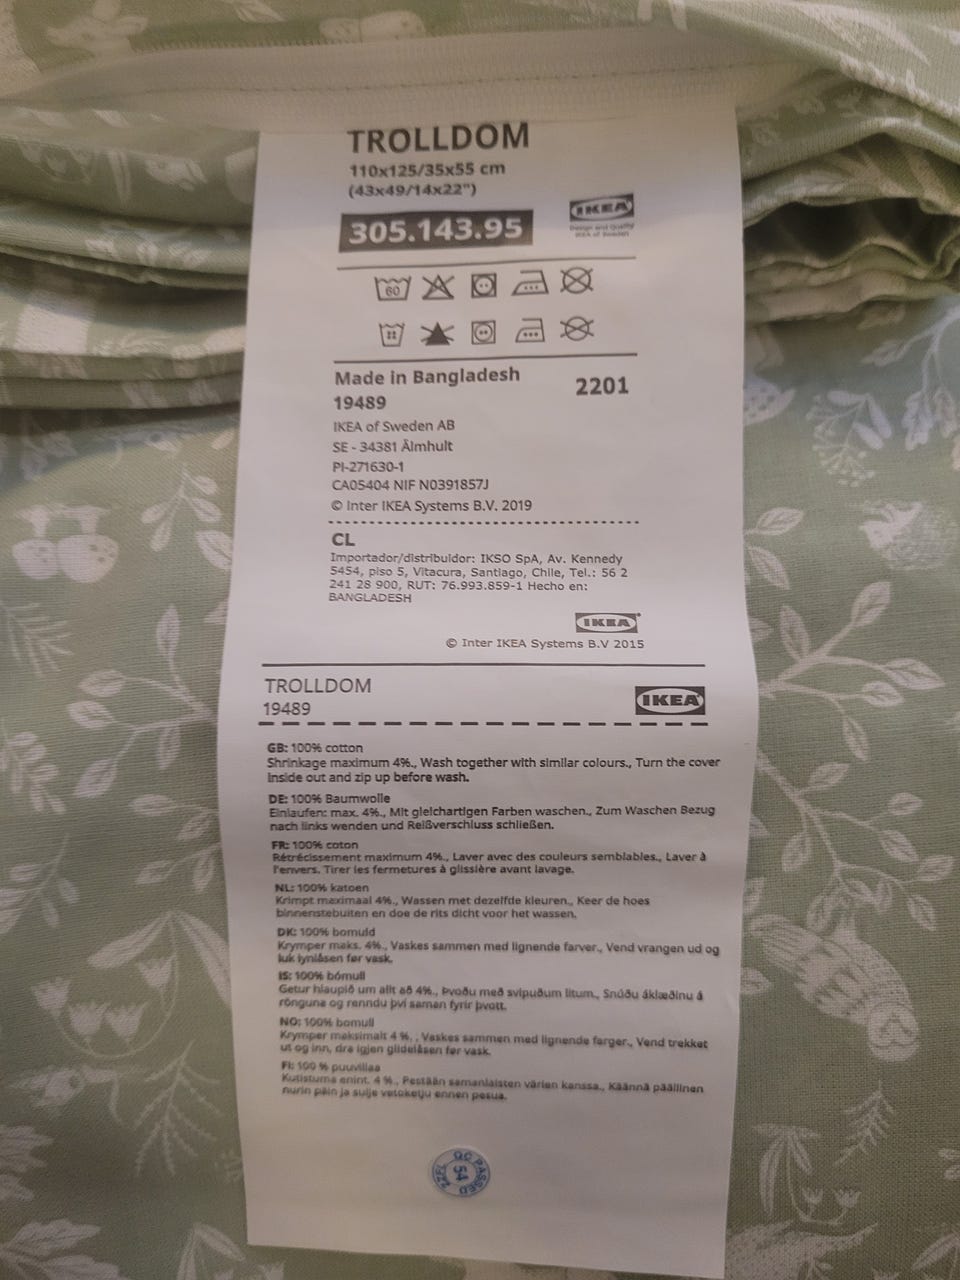 TROLLDOM
110x125/35x55 cm
(43x49/14x22")
305.143.95
IKEA
Design and Quality
IKEA of Sweden
60
Made in Bangladesh
2201
19489
IKEA of Sweden AB
SE - 34381 Älmhult
PI-271630-1
CA05404 NIF N0391857J
© Inter IKEA Systems B.V. 2019
CL
Importador/distribuidor: IKSO SpA, Av. Kennedy
5454, piso 5, Vitacura, Santiago, Chile, Tel.: 56 2
241 28 900, RUT: 76.993.859-1 Hecho en:
BANGLADESH
IKEA
© Inter IKEA Systems B.V 2015
TROLLDOM
19489
IKEA
GB: 100% cotton
Shrinkage maximum 4%., Wash together with similar colours., Turn the cover
inside out and zip up before wash.
DE: 100% Baumwolle
Einlaufen: max. 4%., Mit gleichartigen Farben waschen., Zum Waschen Bezug
nach links wenden und Reißverschluss schließen.
FR: 100% coton
Rétrécissement maximum 4%., Laver avec des couleurs semblables., Laver à
l'envers. Tirer les fermetures à glissière avant lavage.
NL: 100% katoen
Krimpt maximaal 4%., Wassen met dezelfde kleuren., Keer de hoes
binnenstebuiten en doe de rits dicht voor het wassen.
DK: 100% bomuld
Krymper maks. 4%., Vaskes sammen med lignende farver., Vend vrangen ud og
luk lynlåsen før vask.
IS: 100% bómull
Getur hlaupið um allt að 4%., Þvoðu með svipuðum litum., Snúðu áklæðinu á
rönguna og renndu því saman fyrir þvott.
NO: 100% bomull
Krymper maksimalt 4 %. , Vaskes sammen med lignende farger., Vend trekket
ut og inn, dra igjen glidelåsen før vask.
FI: 100 % puuvillaa
Kutistuma enint. 4 %., Pestään samanlaisten värien kanssa., Käännä päällinen
nurin päin ja sulje vetoketju ennen pesua.
QC PASSED
54
ZZFL